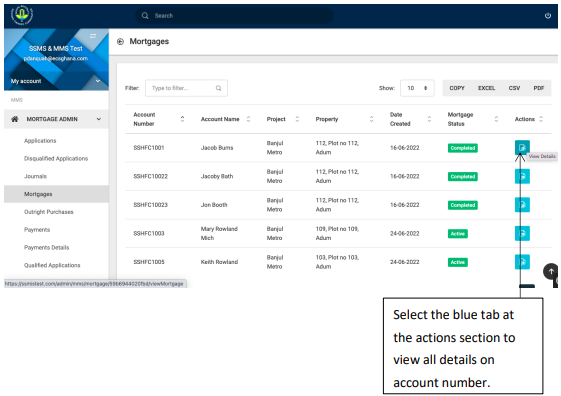 Search
SSMS & MMS Test
pdanquah@ecsghana.com
My account
MMS
MORTGAGE ADMIN
Applications
Disqualified Applications
Journals
Mortgages
Outright Purchases
Payments
Payments Details
Qualified Applications
https://ssmistest.com/admin/mms/mortgage/59b6944020fbd/viewMortgage
Mortgages
Filter: Type to filter... Show: 10 COPY EXCEL CSV PDF
Account Number Account Name Project Property Date Created Mortgage Status Actions
SSHFC1001 Jacob Burns Banjul Metro 112, Plot no 112, Adum 16-06-2022 Completed
View Details
SSHFC10022 Jacoby Bath Banjul Metro 112, Plot no 112, Adum 16-06-2022 Completed
SSHFC10023 Jon Booth Banjul Metro 112, Plot no 112, Adum 16-06-2022 Completed
SSHFC1003 Mary Rowland Mich Banjul Metro 109, Plot no 109, Adum 24-06-2022 Active
SSHFC1005 Keith Rowland Banjul Metro 103, Plot no 103, Adum 24-06-2022 Active
Select the blue tab at
the actions section to
view all details on
account number.